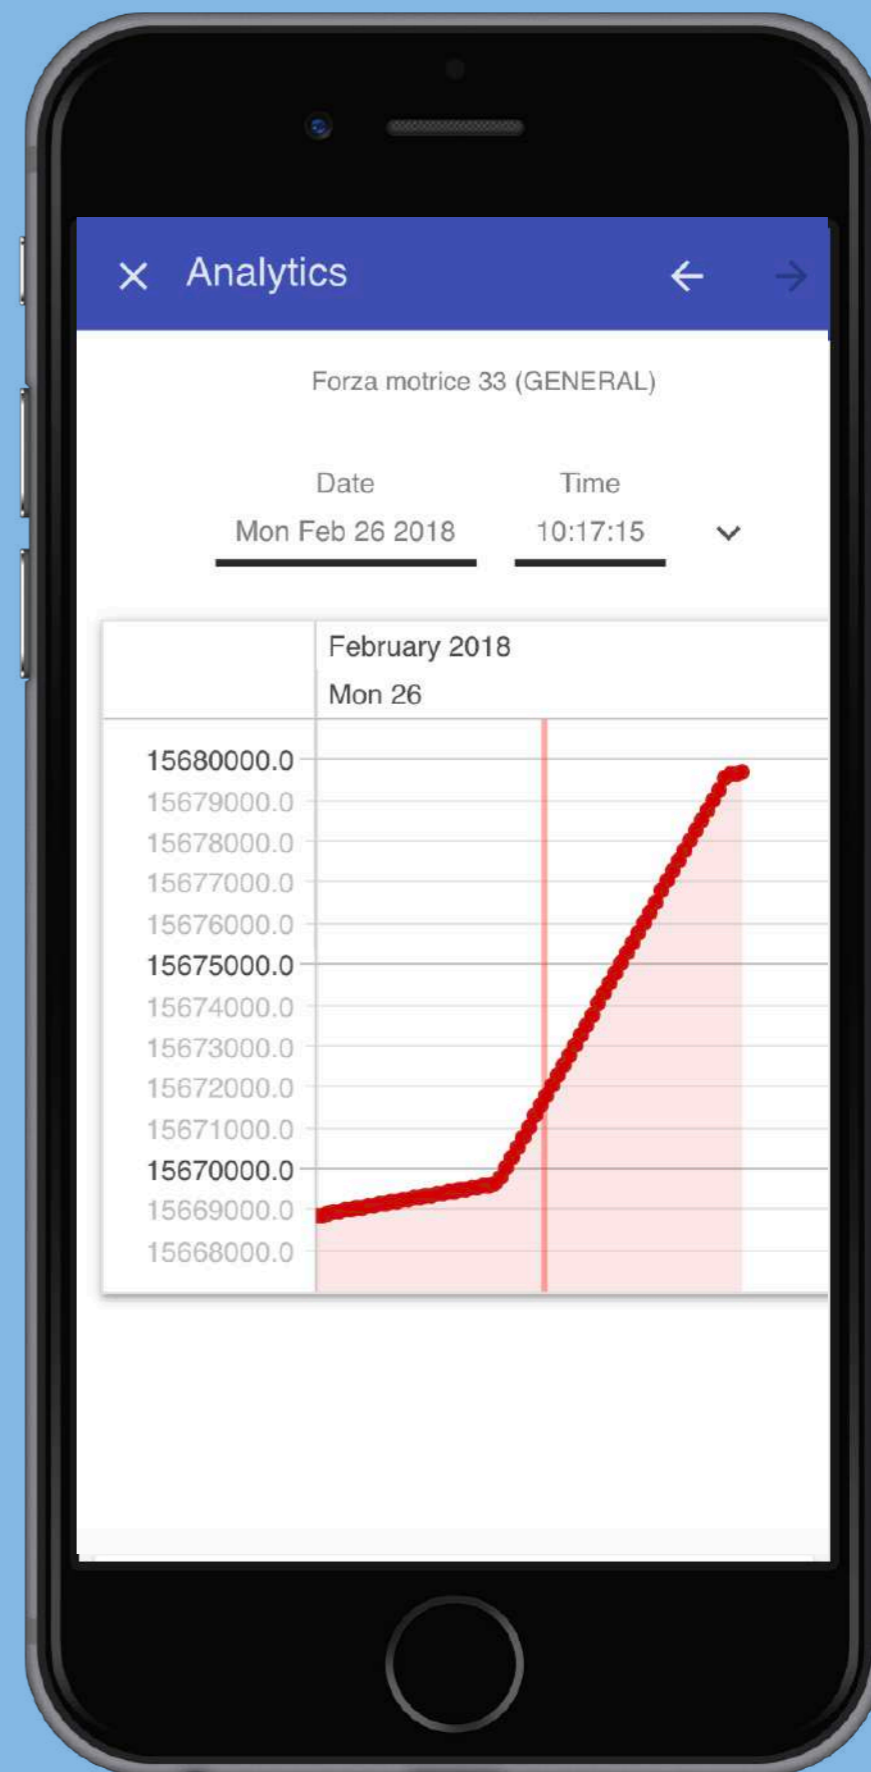 Analytics
Forza motrice 33 (GENERAL)
Date Time
Mon Feb 26 2018 10:17:15
February 2018
Mon 26
15680000.0
15679000.0
15678000.0
15677000.0
15676000.0
15675000.0
15674000.0
15673000.0
15672000.0
15671000.0
15670000.0
15669000.0
15668000.0